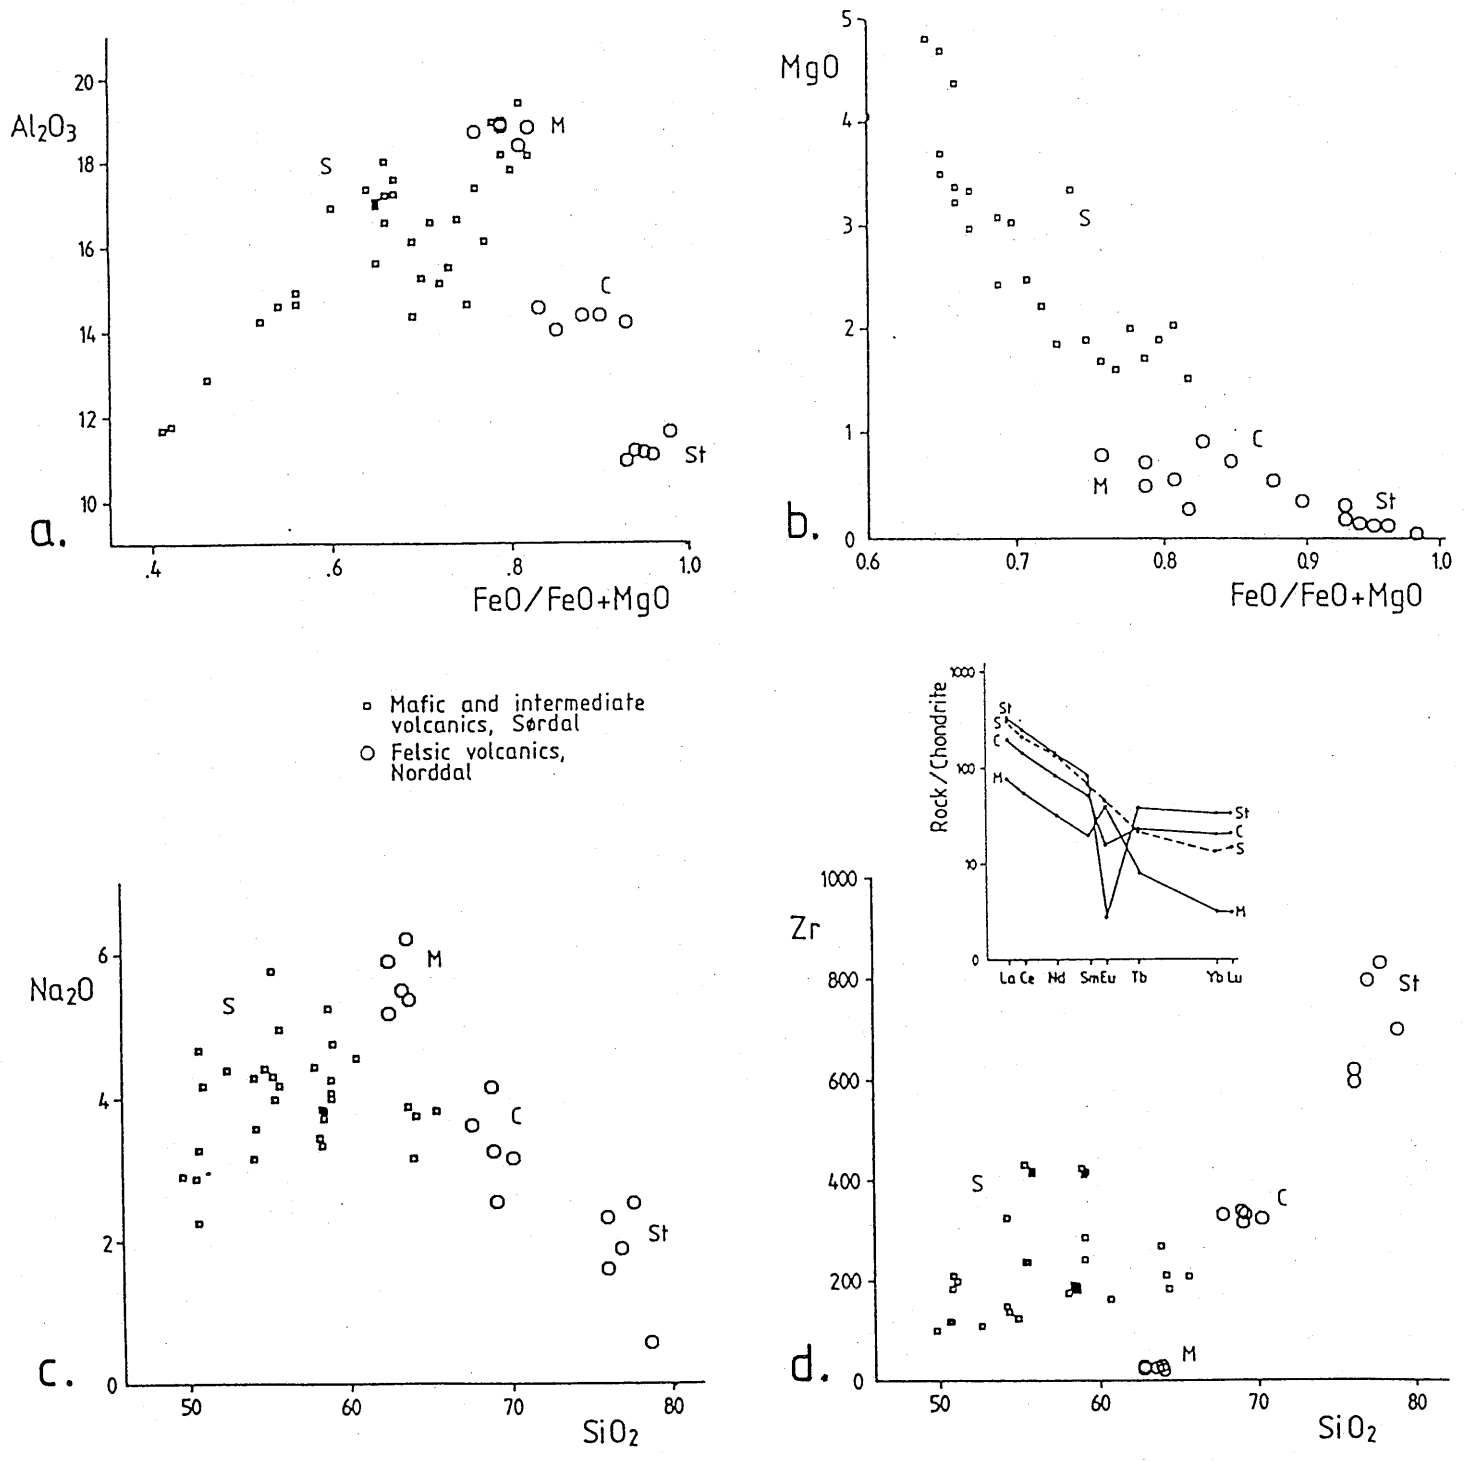 20
Al₂O₃
18
16
14
12
10
S
M
C
St
a.
.4
.6
.8
1.0
FeO/FeO+MgO
5
MgO
4
3
2
1
0
S
C
M
St
b.
0.6
0.7
0.8
0.9
1.0
FeO/FeO+MgO
Mafic and intermediate
volcanics, Sørdal
Felsic volcanics,
Norddal
6
Na₂O
4
2
0
S
M
C
St
c.
50
60
70
80
SiO₂
Rock/Chondrite
1000
100
10
0
St
S
C
M
St
C
S
M
La Ce Nd Sm Eu Tb Yb Lu
1000
Zr
800
600
400
200
0
St
S
C
M
d.
50
60
70
80
SiO₂